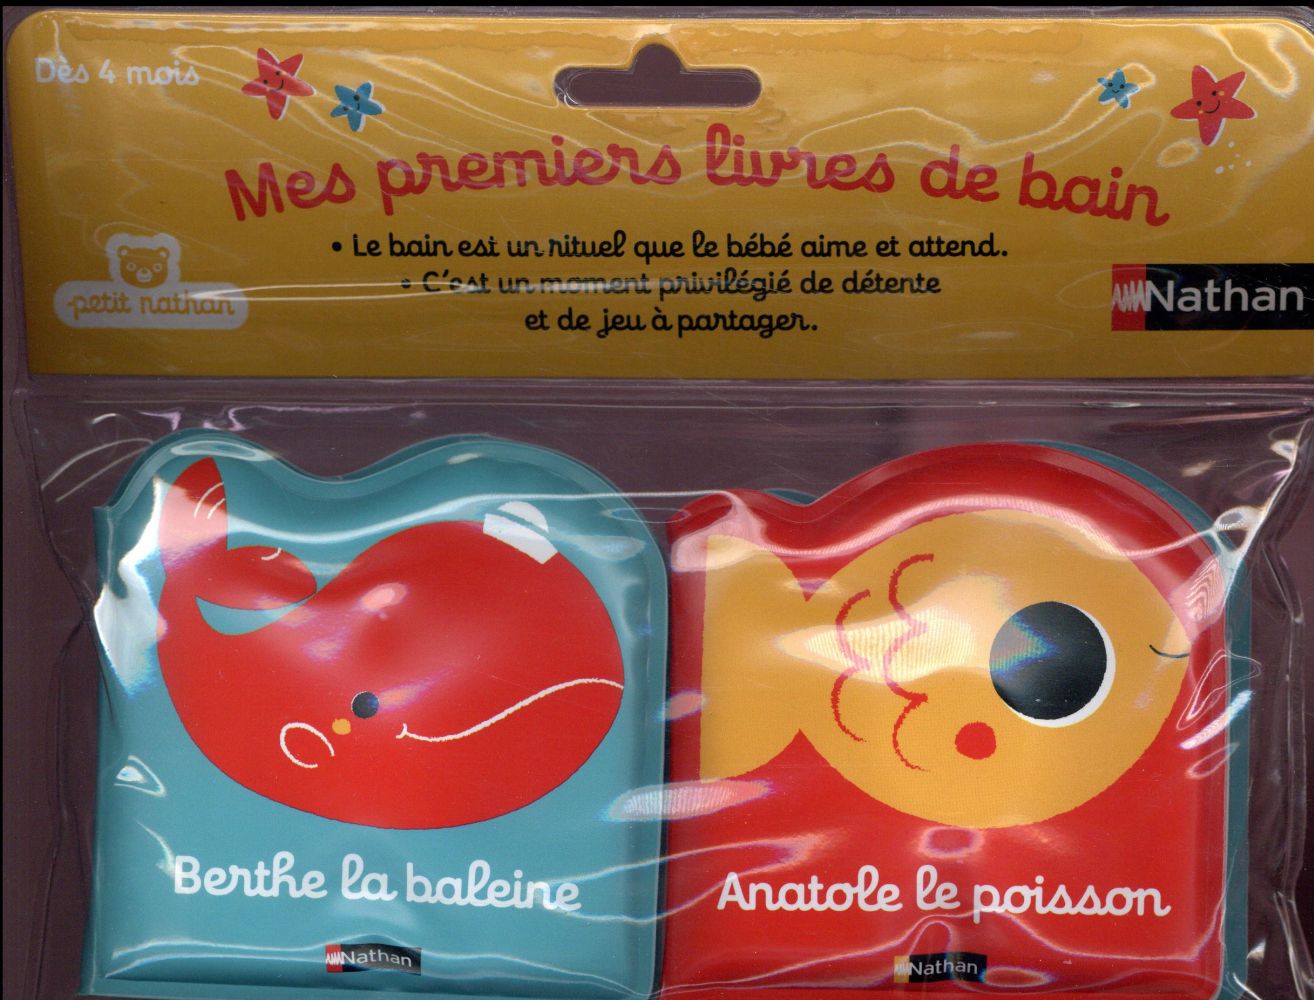 Dès 4 mois
Mes premiers livres de bain
• Le bain est un rituel que le bébé aime et attend.
• C'est un moment privilégié de détente
et de jeu à partager.
petit nathan
Nathan
Berthe la baleine
Nathan
Anatole le poisson
Nathan